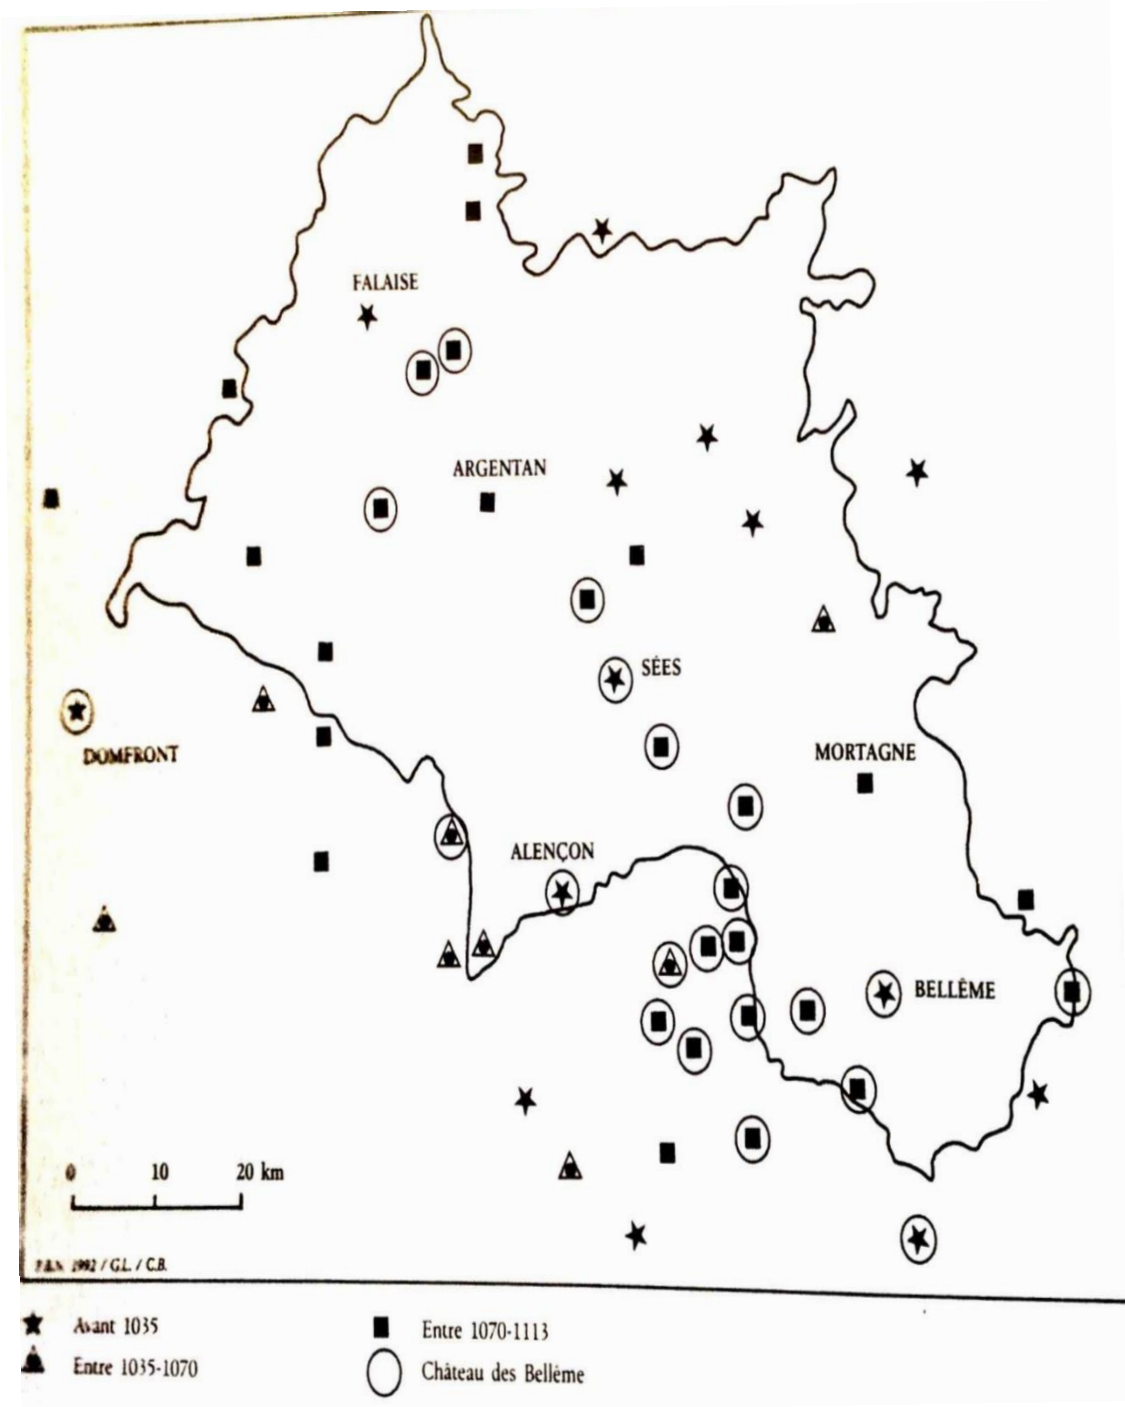 FALAISE
ARGENTAN
SÉES
DOMFRONT
MORTAGNE
ALENÇON
BELLÊME
0 10 20 km
P.&N. 1992 / G.L. / C.B.
Avant 1035
Entre 1070-1113
Entre 1035-1070
Château des Bellême